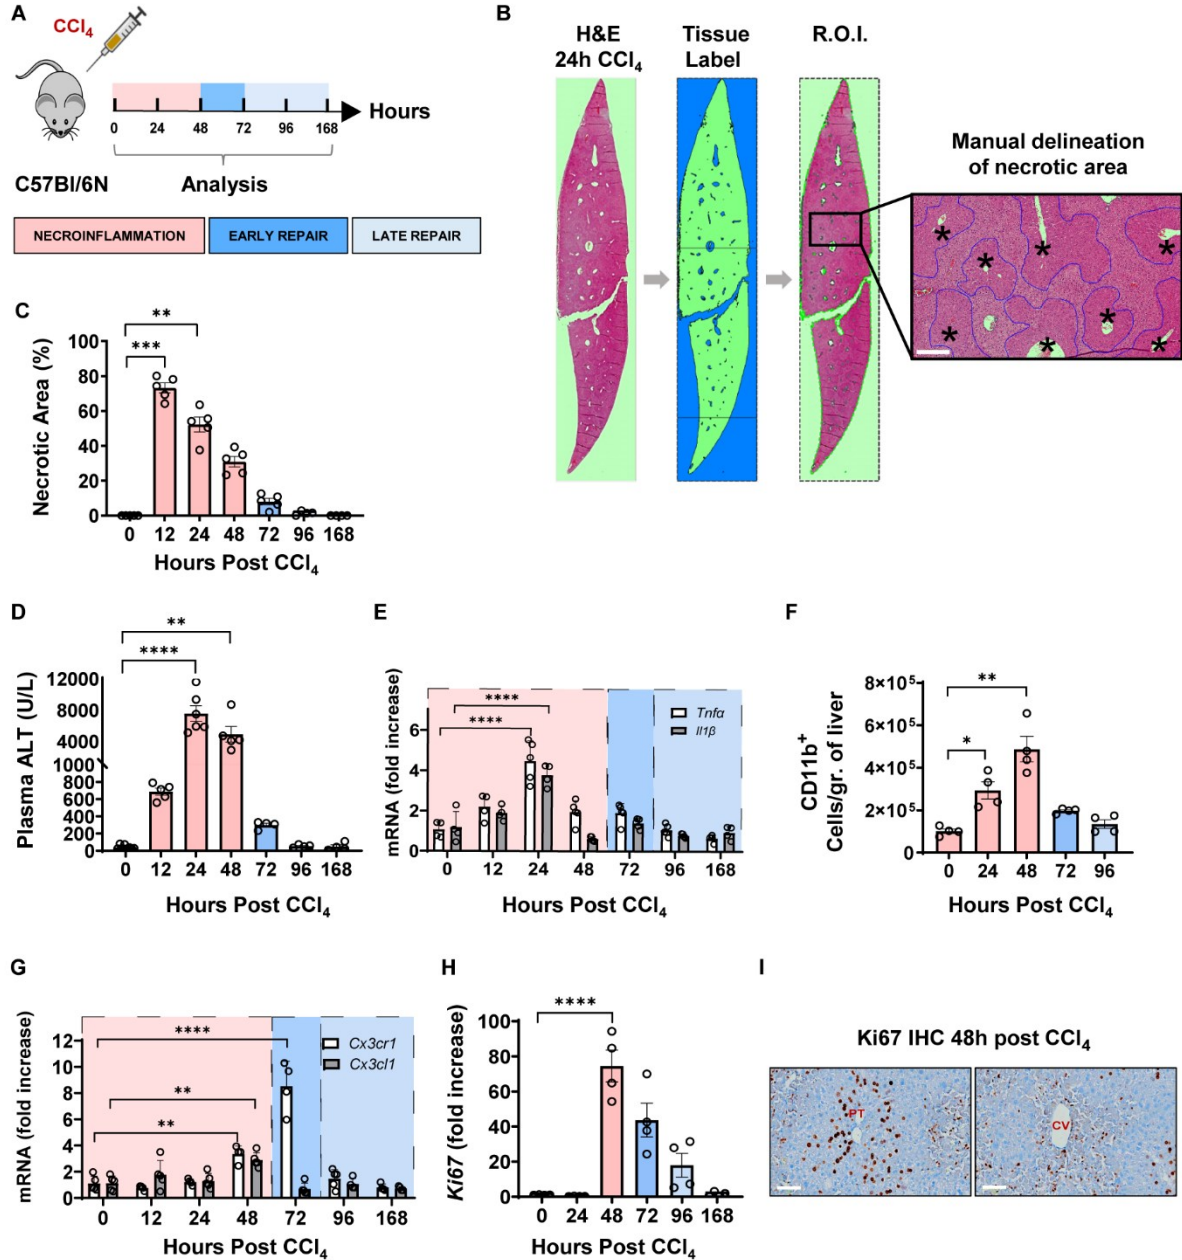 A
CCl₄
0 24 48 72 96 168
Hours
C57Bl/6N
Analysis
NECROINFLAMMATION
EARLY REPAIR
LATE REPAIR
B
H&E
24h CCl₄
Tissue
Label
R.O.I.
Manual delineation
of necrotic area
* * * * * * * *
C
Necrotic Area (%)
100
80
60
40
20
0
**
***
0 12 24 48 72 96 168
Hours Post CCl₄
D
Plasma ALT (U/L)
12000
8000
4000
1000
800
600
400
200
0
**
****
0 12 24 48 72 96 168
Hours Post CCl₄
E
mRNA (fold increase)
6
4
2
0
****
****
Tnfα
Il1β
0 12 24 48 72 96 168
Hours Post CCl₄
F
CD11b⁺
Cells/gr. of liver
8×10⁵
6×10⁵
4×10⁵
2×10⁵
0
**
*
0 24 48 72 96
Hours Post CCl₄
G
mRNA (fold increase)
12
10
8
6
4
2
0
****
**
**
Cx3cr1
Cx3cl1
0 12 24 48 72 96 168
Hours Post CCl₄
H
Ki67 (fold increase)
100
80
60
40
20
0
****
0 24 48 72 96 168
Hours Post CCl₄
I
Ki67 IHC 48h post CCl₄
PT
CV